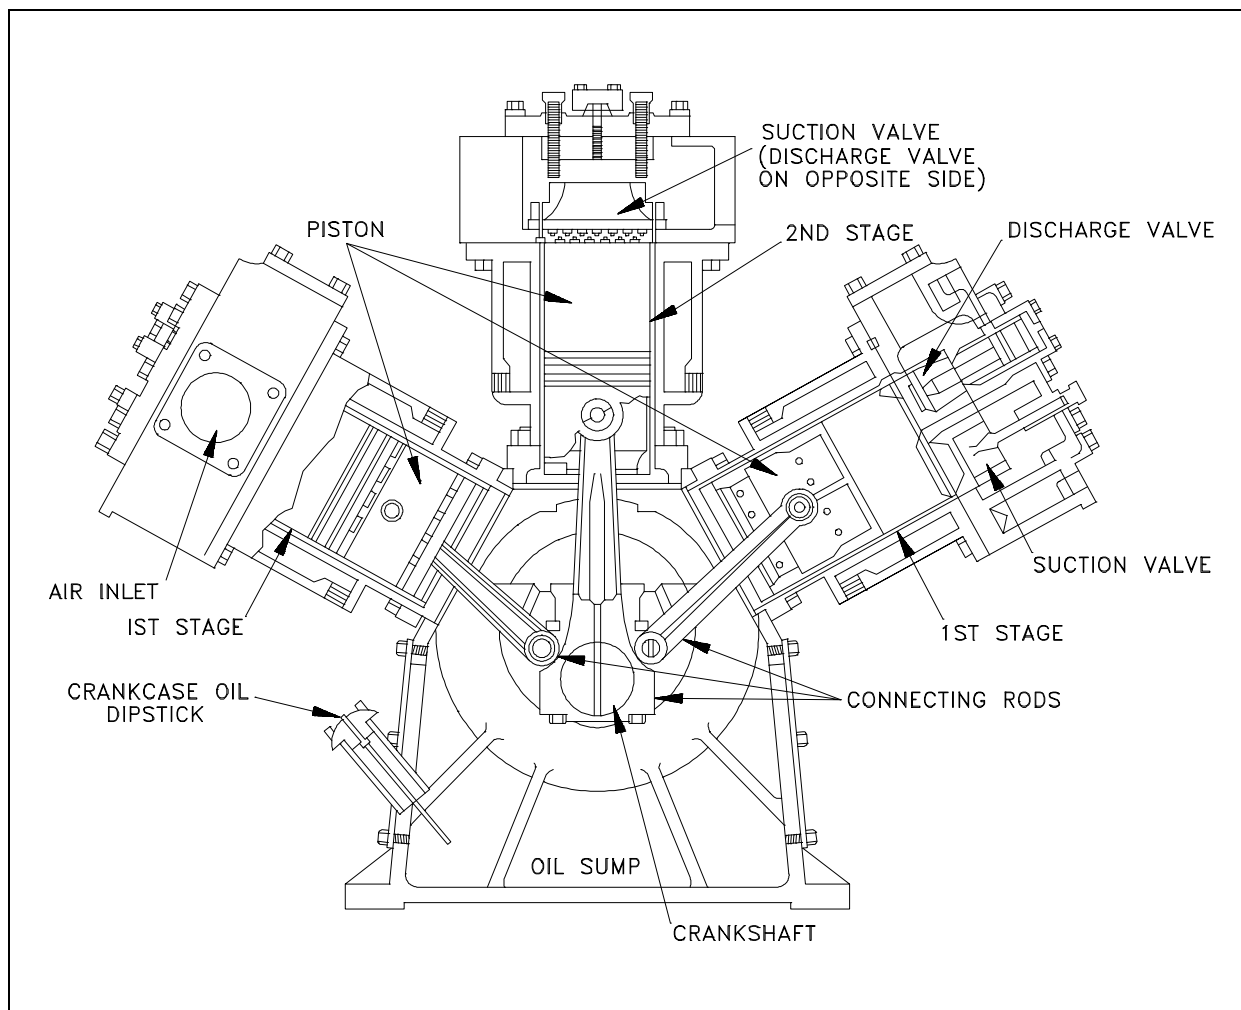 SUCTION VALVE
(DISCHARGE VALVE
ON OPPOSITE SIDE)
PISTON
2ND STAGE
DISCHARGE VALVE
AIR INLET
IST STAGE
SUCTION VALVE
1ST STAGE
CRANKCASE OIL
DIPSTICK
CONNECTING RODS
OIL SUMP
CRANKSHAFT